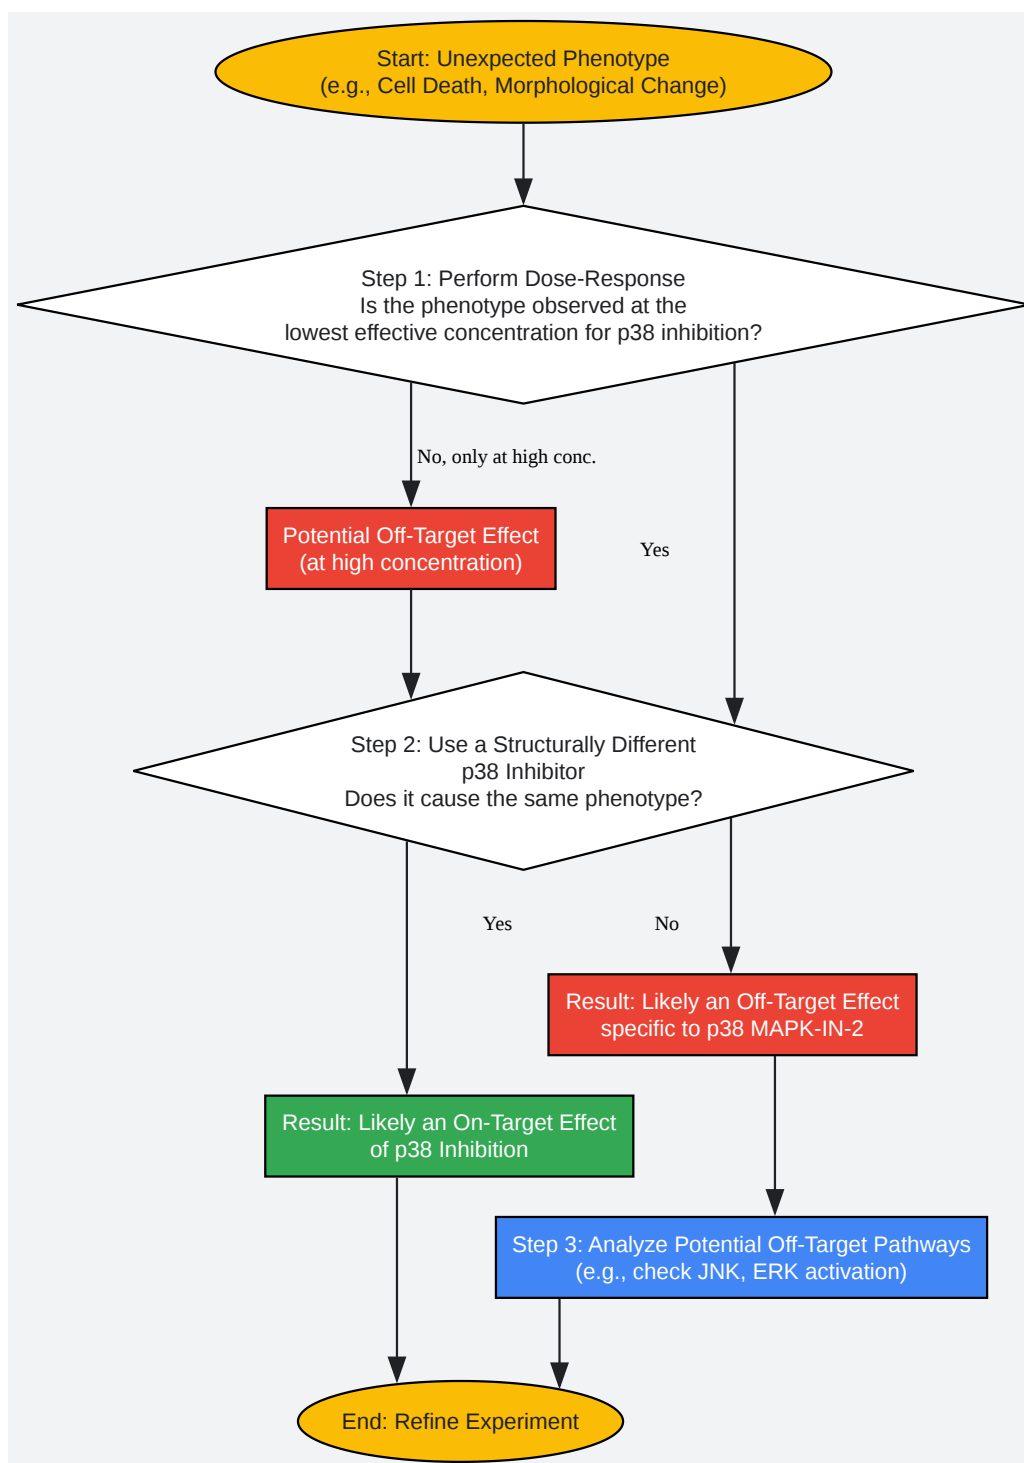 Start: Unexpected Phenotype
(e.g., Cell Death, Morphological Change)
Step 1: Perform Dose-Response
Is the phenotype observed at the
lowest effective concentration for p38 inhibition?
No, only at high conc.
Potential Off-Target Effect
(at high concentration)
Yes
Step 2: Use a Structurally Different
p38 Inhibitor
Does it cause the same phenotype?
Yes
No
Result: Likely an Off-Target Effect
specific to p38 MAPK-IN-2
Result: Likely an On-Target Effect
of p38 Inhibition
Step 3: Analyze Potential Off-Target Pathways
(e.g., check JNK, ERK activation)
End: Refine Experiment